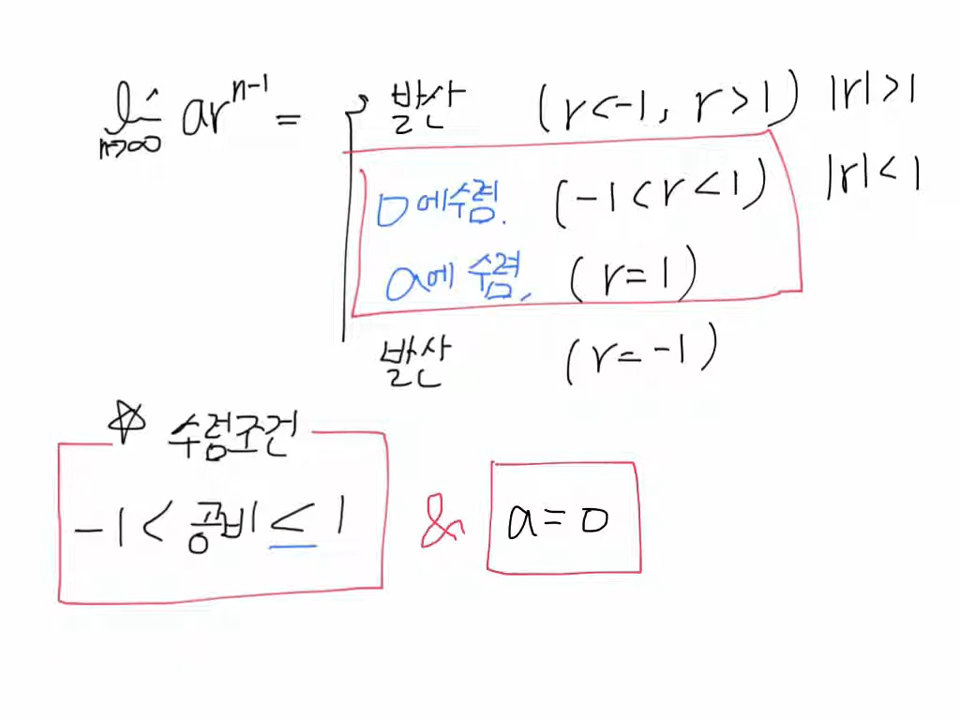 lim n→∞ ar^(n-1) = 발산 (r<-1, r>1) |r|>1
0에수렴. (-1<r<1) |r|<1
a에 수렴, (r=1)
발산 (r=-1)
☆ 수렴조건
-1 < 공비 ≤ 1 & a=0